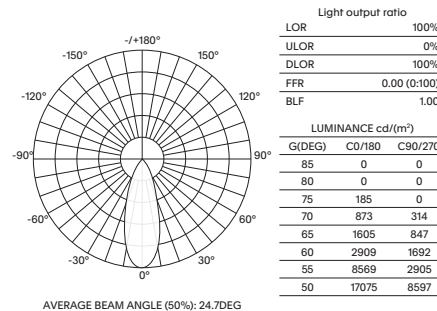 -/+180°
-150° 150°
-120° 120°
-90° 90°
-60° 60°
-30° 30°
0°
AVERAGE BEAM ANGLE (50%): 24.7DEG
Light output ratio
LOR 100%
ULOR 0%
DLOR 100%
FFR 0.00 (0:100)
BLF 1.00
LUMINANCE cd/(m²)
G(DEG) C0/180 C90/270
85 0 0
80 0 0
75 185 0
70 873 314
65 1605 847
60 2909 1692
55 8569 2905
50 17075 8597